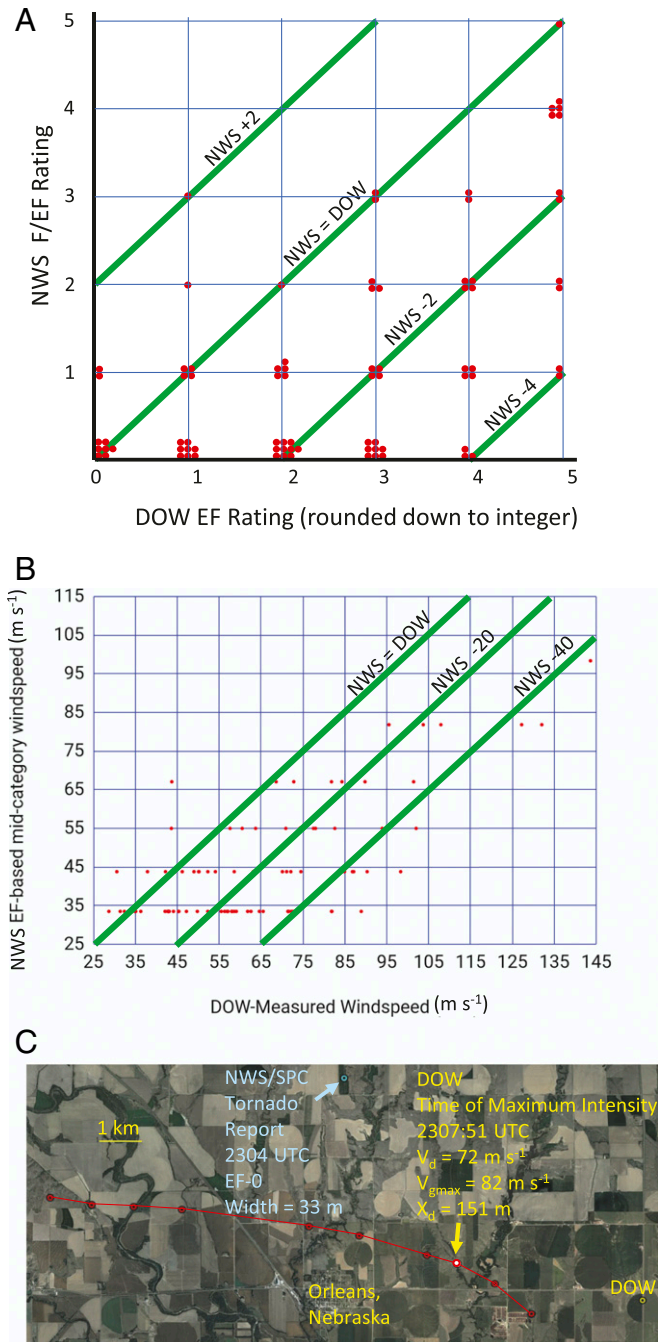 A
5
4
3
2
1
0
1
2
3
4
5
NWS F/EF Rating
DOW EF Rating (rounded down to integer)
NWS +2
NWS = DOW
NWS -2
NWS -4
B
115
105
95
85
75
65
55
45
35
25
25
35
45
55
65
75
85
95
105
115
125
135
145
NWS EF-based mid-category windspeed (m s⁻¹)
DOW-Measured Windspeed (m s⁻¹)
NWS = DOW
NWS -20
NWS -40
C
1 km
NWS/SPC
Tornado
Report
2304 UTC
EF-0
Width = 33 m
DOW
Time of Maximum Intensity
2307:51 UTC
Vd = 72 m s⁻¹
Vgmax = 82 m s⁻¹
Xd = 151 m
Orleans,
Nebraska
DOW